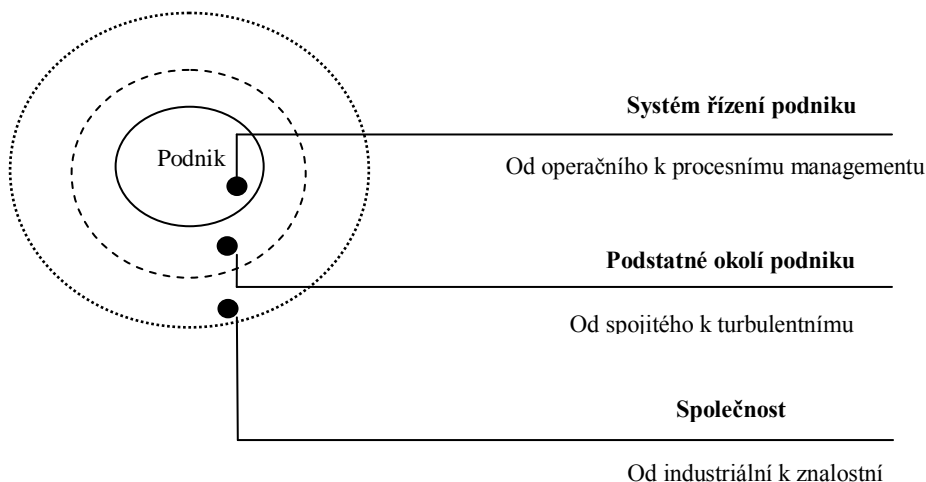 Systém řízení podniku
Podnik
Od operačního k procesnímu managementu
Podstatné okolí podniku
Od spojitého k turbulentnímu
Společnost
Od industriální k znalostní